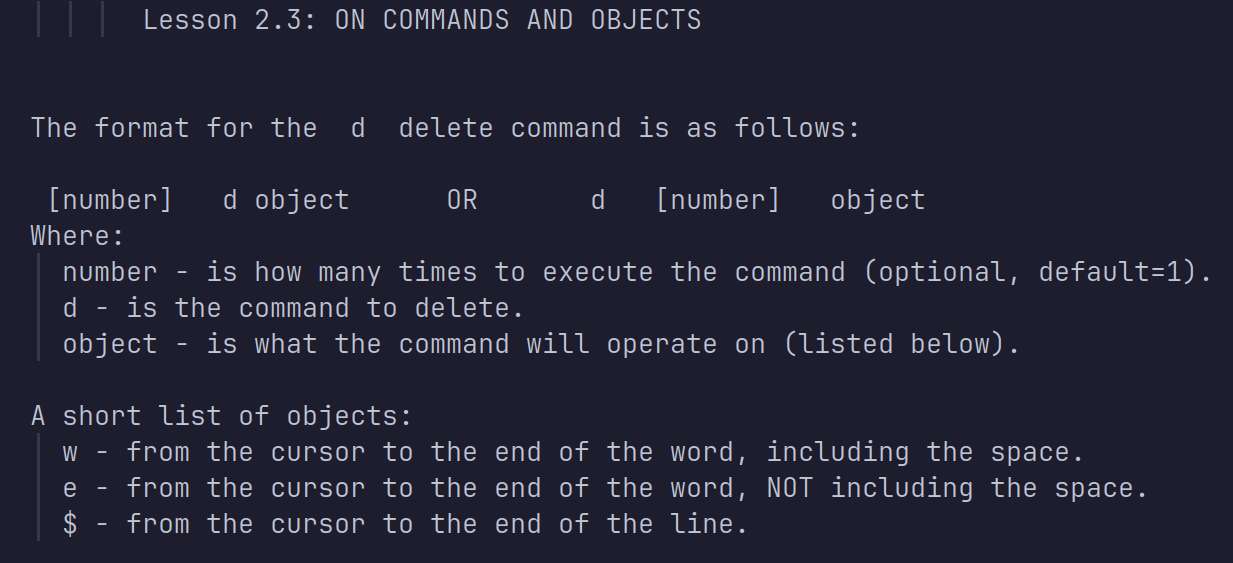 Lesson 2.3: ON COMMANDS AND OBJECTS
The format for the  d  delete command is as follows:
[number]   d object      OR       d   [number]   object
Where:
number - is how many times to execute the command (optional, default=1).
d - is the command to delete.
object - is what the command will operate on (listed below).
A short list of objects:
w - from the cursor to the end of the word, including the space.
e - from the cursor to the end of the word, NOT including the space.
$ - from the cursor to the end of the line.